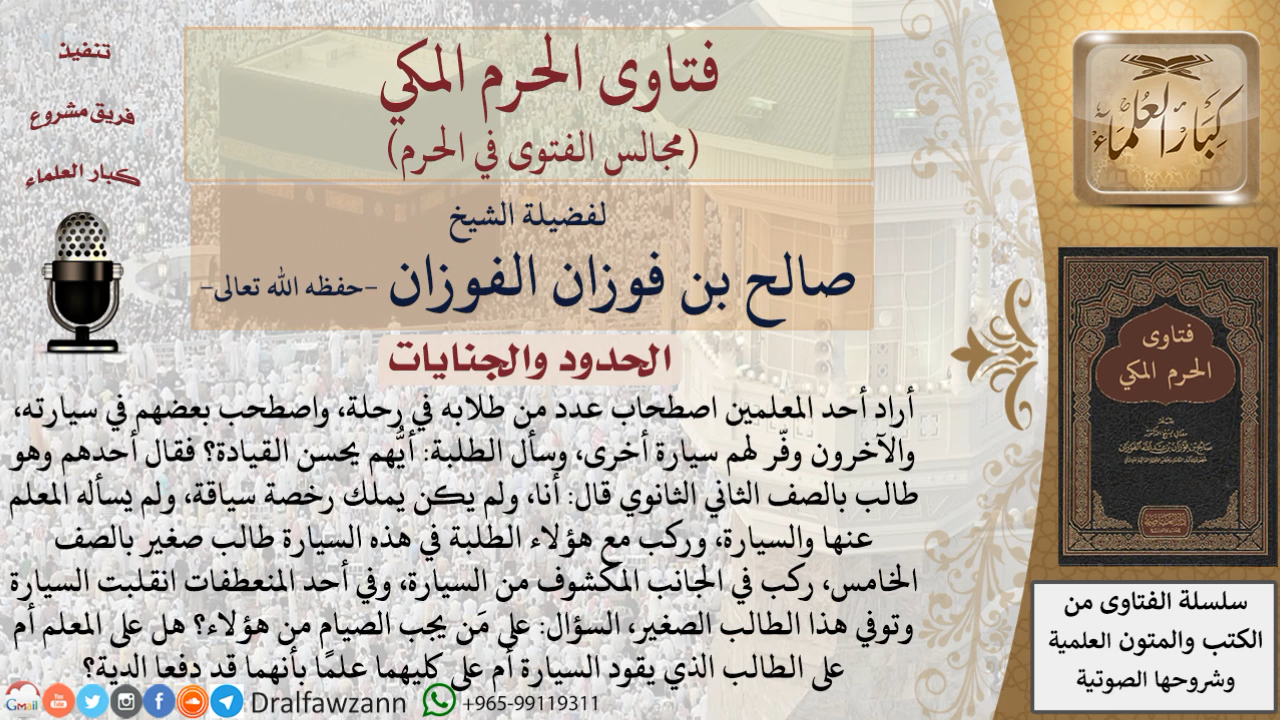 فتاوى الحرم المكي
(مجالس الفتوى في الحرم)
لفضيلة الشيخ
صالح بن فوزان الفوزان -حفظه الله تعالى-
الحدود والجنايات
أراد أحد المعلمين اصطحاب عدد من طلابه في رحلة، واصطحب بعضهم في سيارته،
والآخرون وفّر لهم سيارة أخرى، وسأل الطلبة: أيُّهم يحسن القيادة؟ فقال أحدهم وهو
طالب بالصف الثاني الثانوي قال: أنا، ولم يكن يملك رخصة سياقة، ولم يسأله المعلم
عنها والسيارة، وركب مع هؤلاء الطلبة في هذه السيارة طالب صغير بالصف
الخامس، ركب في الجانب المكشوف من السيارة، وفي أحد المنعطفات انقلبت السيارة
وتوفي هذا الطالب الصغير، السؤال: على مَن يجب الصيام من هؤلاء؟ هل على المعلم أم
على الطالب الذي يقود السيارة أم على كليهما علمًا بأنهما قد دفعا الدية؟
تنفيذ
فريق مشروع
كبار العلماء
كِبَارُ العُلَمَاء
فتاوى
الحرم المكي
سلسلة الفتاوى من
الكتب والمتون العلمية
وشروحها الصوتية
Gmail
You
Tube
Dralfawzann
+965-99119311